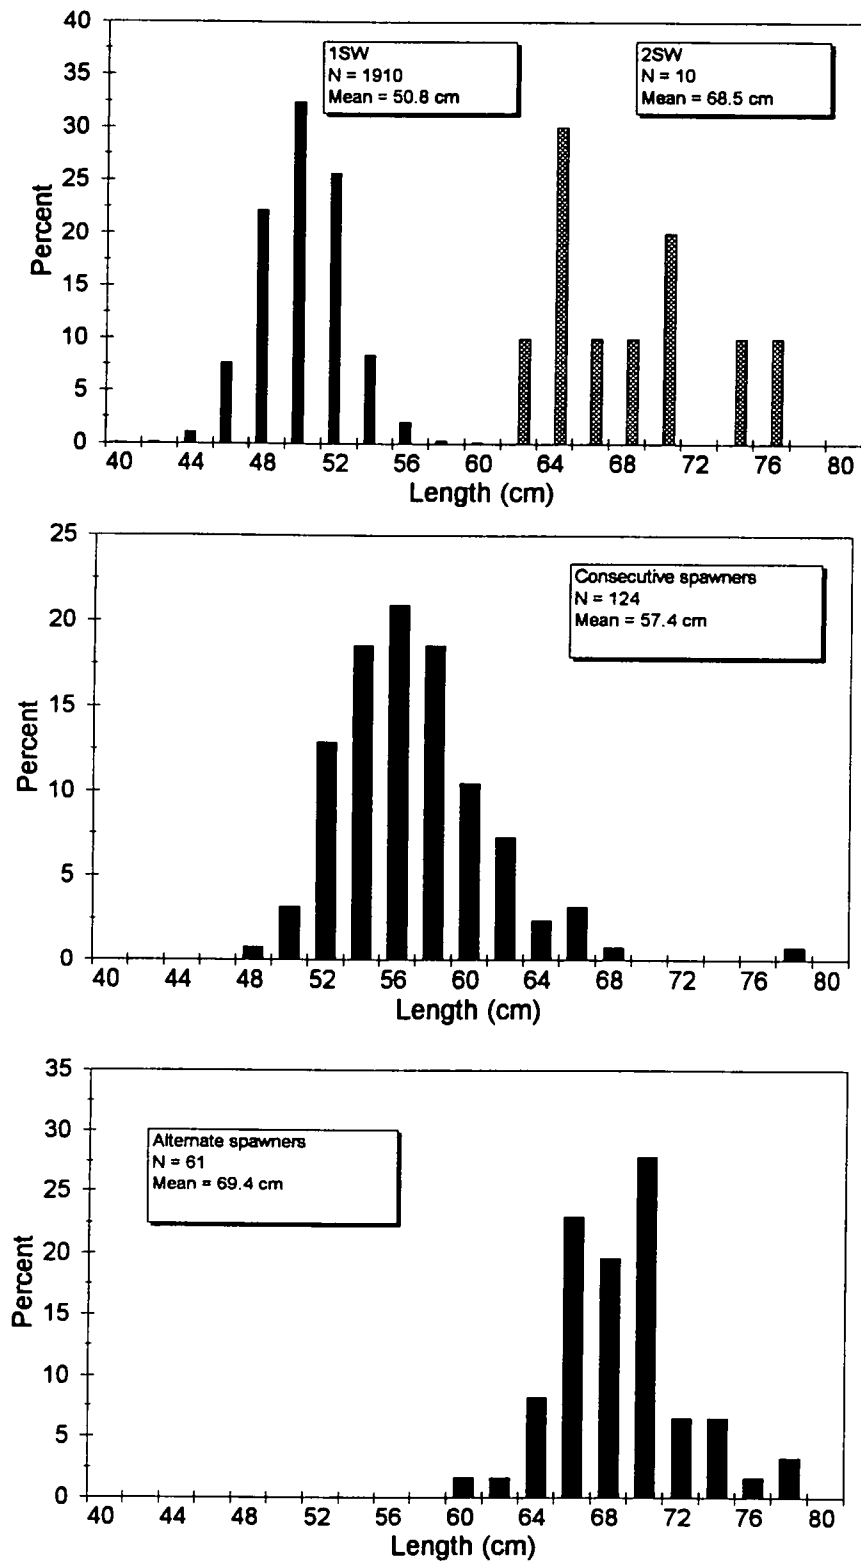 40
35
30
25
20
15
10
5
0
Percent
1SW
N = 1910
Mean = 50.8 cm
2SW
N = 10
Mean = 68.5 cm
40 44 48 52 56 60 64 68 72 76 80
Length (cm)
25
20
15
10
5
0
Percent
Consecutive spawners
N = 124
Mean = 57.4 cm
40 44 48 52 56 60 64 68 72 76 80
Length (cm)
35
30
25
20
15
10
5
0
Percent
Alternate spawners
N = 61
Mean = 69.4 cm
40 44 48 52 56 60 64 68 72 76 80
Length (cm)